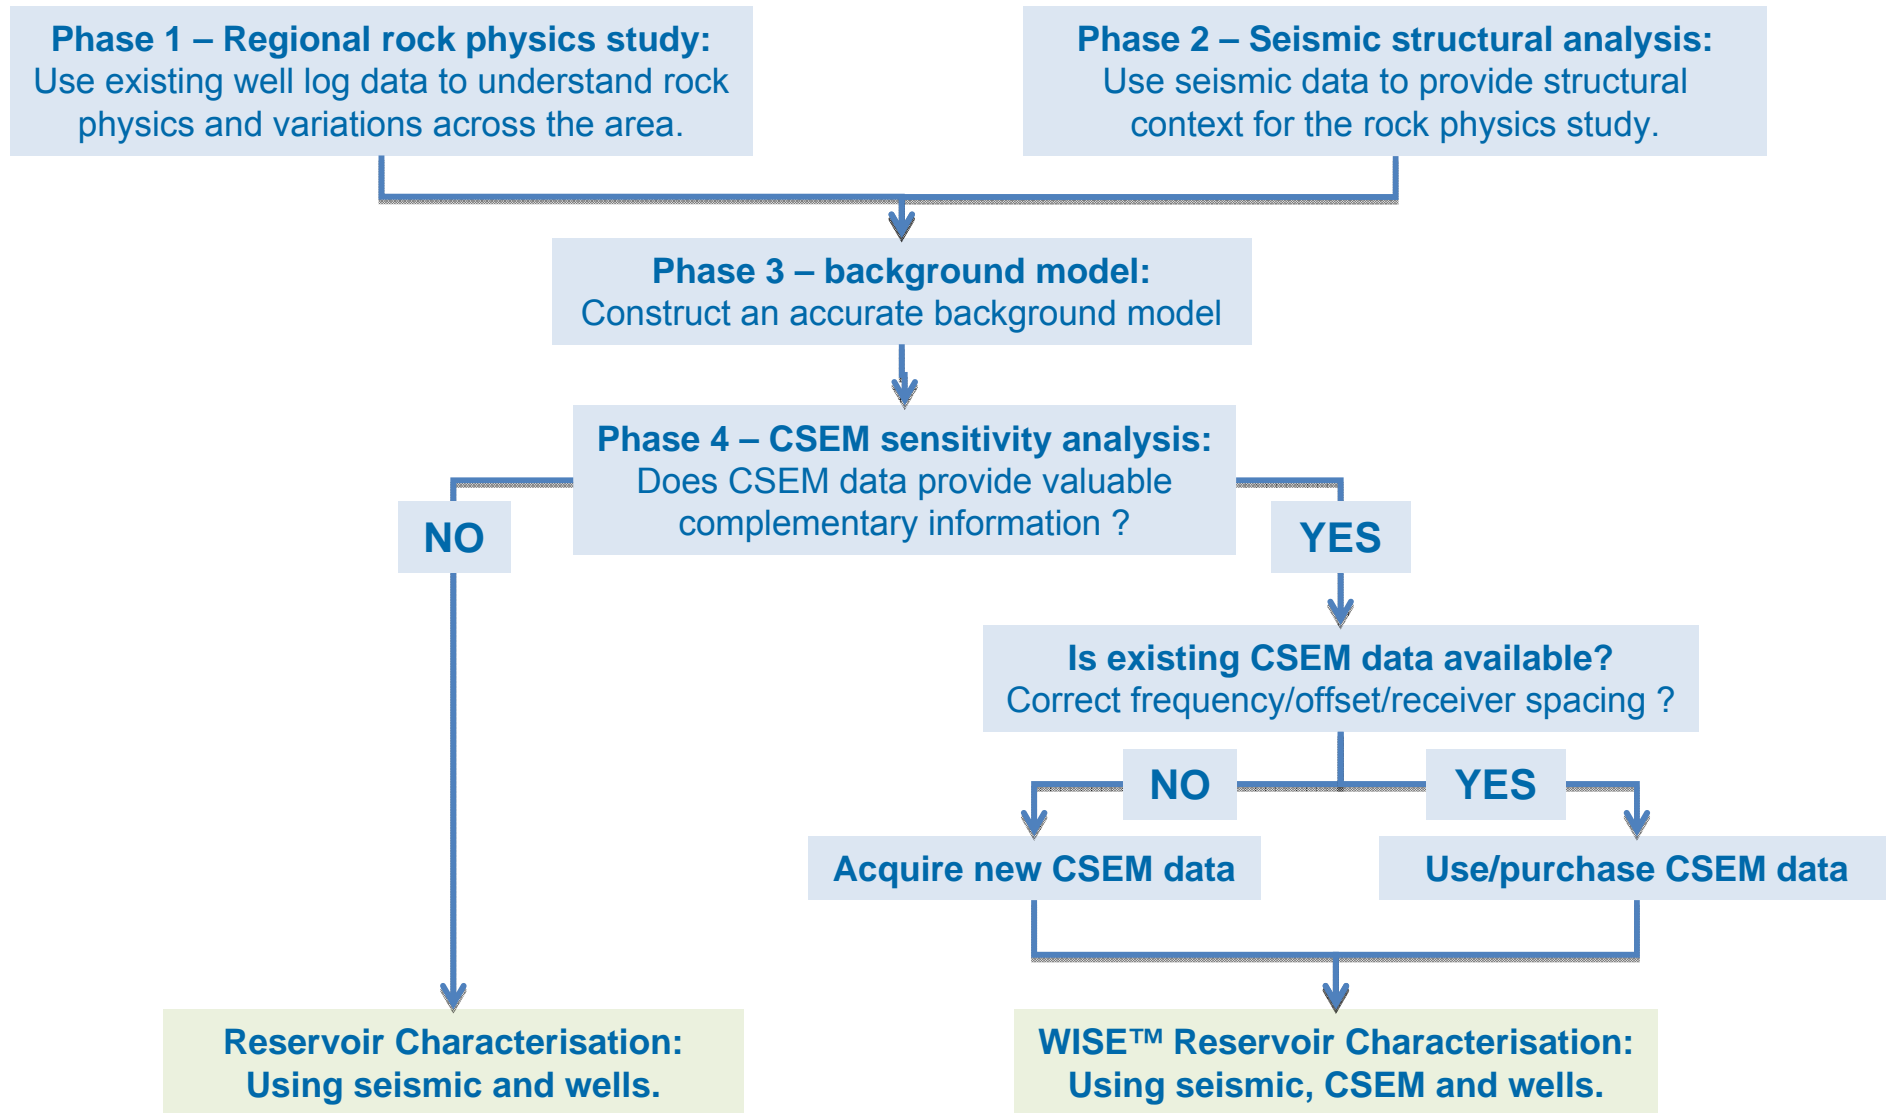 Phase 1 – Regional rock physics study:
Use existing well log data to understand rock
physics and variations across the area.
Phase 2 – Seismic structural analysis:
Use seismic data to provide structural
context for the rock physics study.
Phase 3 – background model:
Construct an accurate background model
Phase 4 – CSEM sensitivity analysis:
Does CSEM data provide valuable
complementary information ?
NO
YES
Is existing CSEM data available?
Correct frequency/offset/receiver spacing ?
NO
YES
Acquire new CSEM data
Use/purchase CSEM data
Reservoir Characterisation:
Using seismic and wells.
WISE™ Reservoir Characterisation:
Using seismic, CSEM and wells.